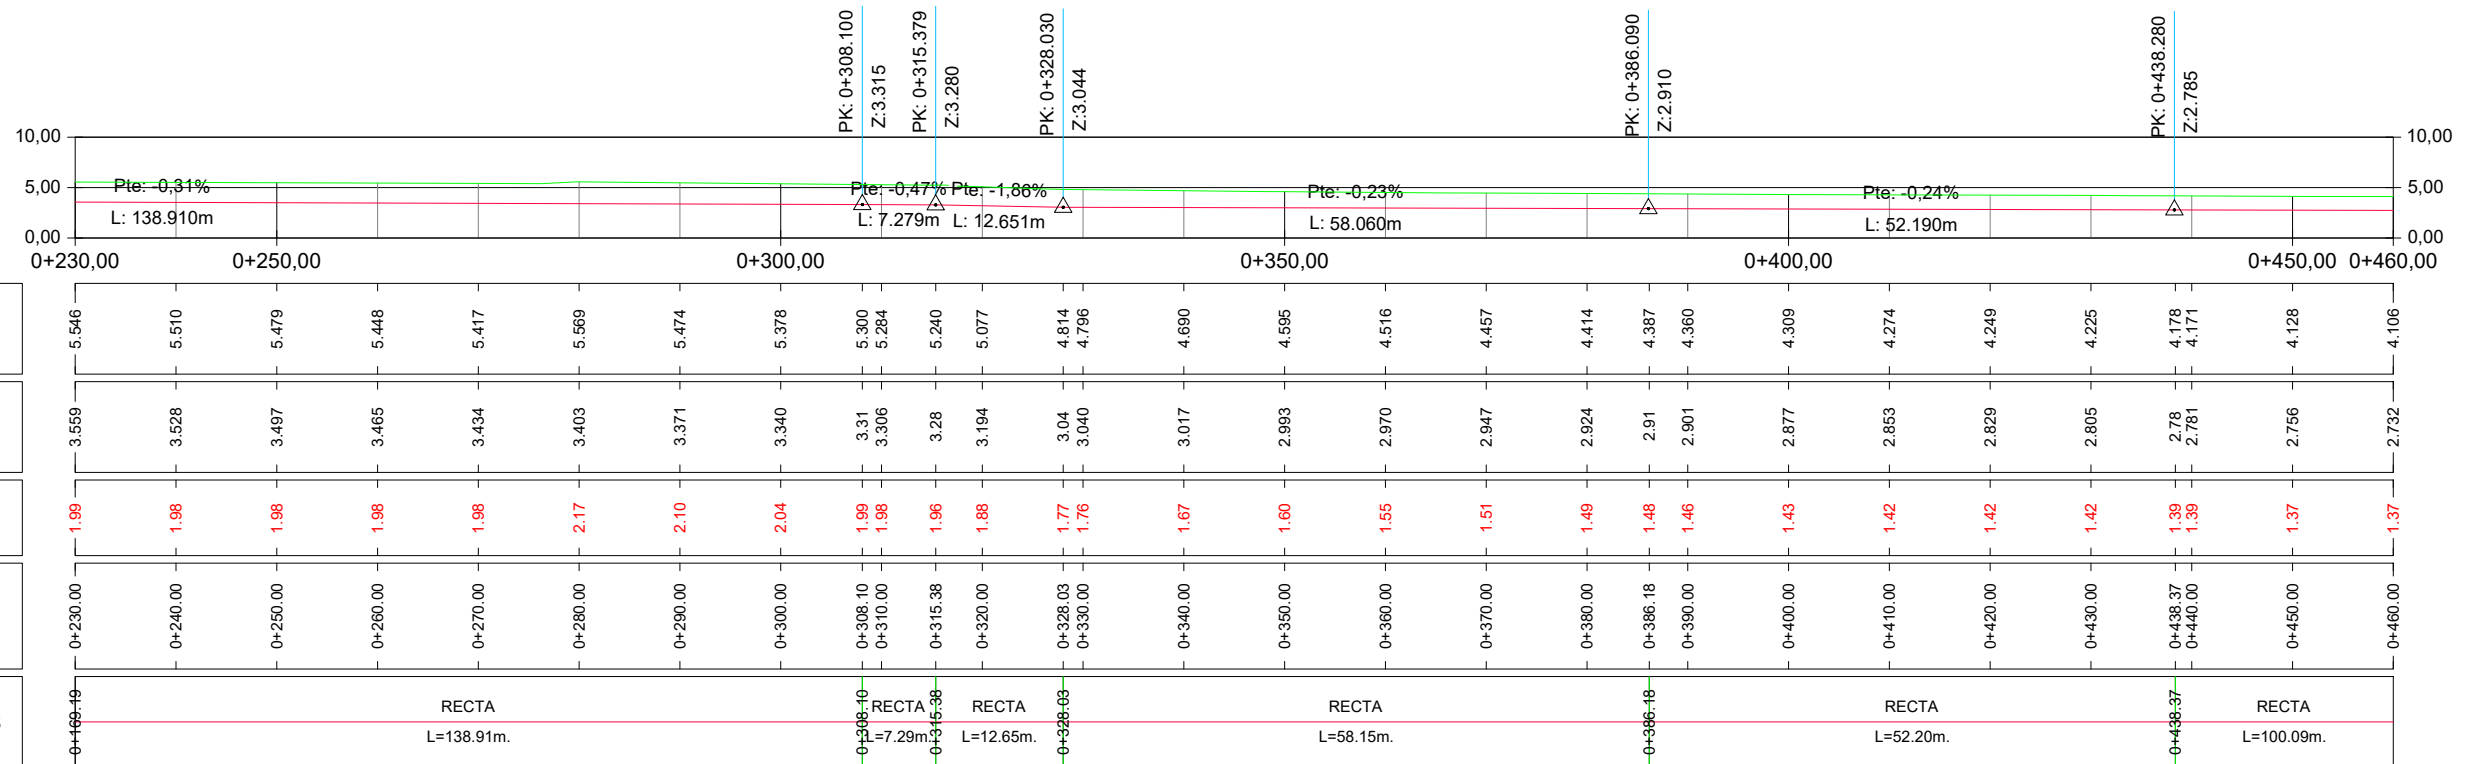 PK: 0+308.100
Z:3.315
PK: 0+315.379
Z:3.280
PK: 0+328.030
Z:3.044
PK: 0+386.090
Z:2.910
PK: 0+438.280
Z:2.785
10,00 10,00
5,00 5,00
0,00 0,00
Pte: -0,31% Pte: -0,47% Pte: -1,86% Pte: -0,23% Pte: -0,24%
L: 138.910m L: 7.279m L: 12.651m L: 58.060m L: 52.190m
0+230,00 0+250,00 0+300,00 0+350,00 0+400,00 0+450,00 0+460,00
5.546 5.510 5.479 5.448 5.417 5.569 5.474 5.378 5.300 5.284 5.240 5.077 4.814 4.796 4.690 4.595 4.516 4.457 4.414 4.387 4.360 4.309 4.274 4.249 4.225 4.178 4.171 4.128 4.106
3.559 3.528 3.497 3.465 3.434 3.403 3.371 3.340 3.31 3.306 3.28 3.194 3.04 3.040 3.017 2.993 2.970 2.947 2.924 2.91 2.901 2.877 2.853 2.829 2.805 2.78 2.781 2.756 2.732
1.99 1.98 1.98 1.98 1.98 2.17 2.10 2.04 1.99 1.98 1.96 1.88 1.77 1.76 1.67 1.60 1.55 1.51 1.49 1.48 1.46 1.43 1.42 1.42 1.42 1.39 1.39 1.37 1.37
0+230.00 0+240.00 0+250.00 0+260.00 0+270.00 0+280.00 0+290.00 0+300.00 0+308.10 0+310.00 0+315.38 0+320.00 0+328.03 0+330.00 0+340.00 0+350.00 0+360.00 0+370.00 0+380.00 0+386.18 0+390.00 0+400.00 0+410.00 0+420.00 0+430.00 0+438.37 0+440.00 0+450.00 0+460.00
0+169.19 0+308.10 0+315.38 0+328.03 0+386.18 0+438.37
RECTA RECTA RECTA RECTA RECTA RECTA
L=138.91m. L=7.29m. L=12.65m. L=58.15m. L=52.20m. L=100.09m.